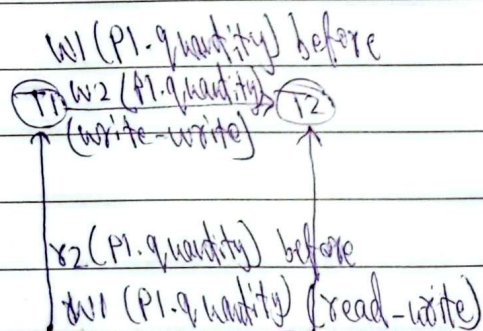 W1(P1.quantity) before
T1 W2(P1.quantity) T2
(write-write)
r2(P1.quantity) before
W1(P1.quantity) (read-write)